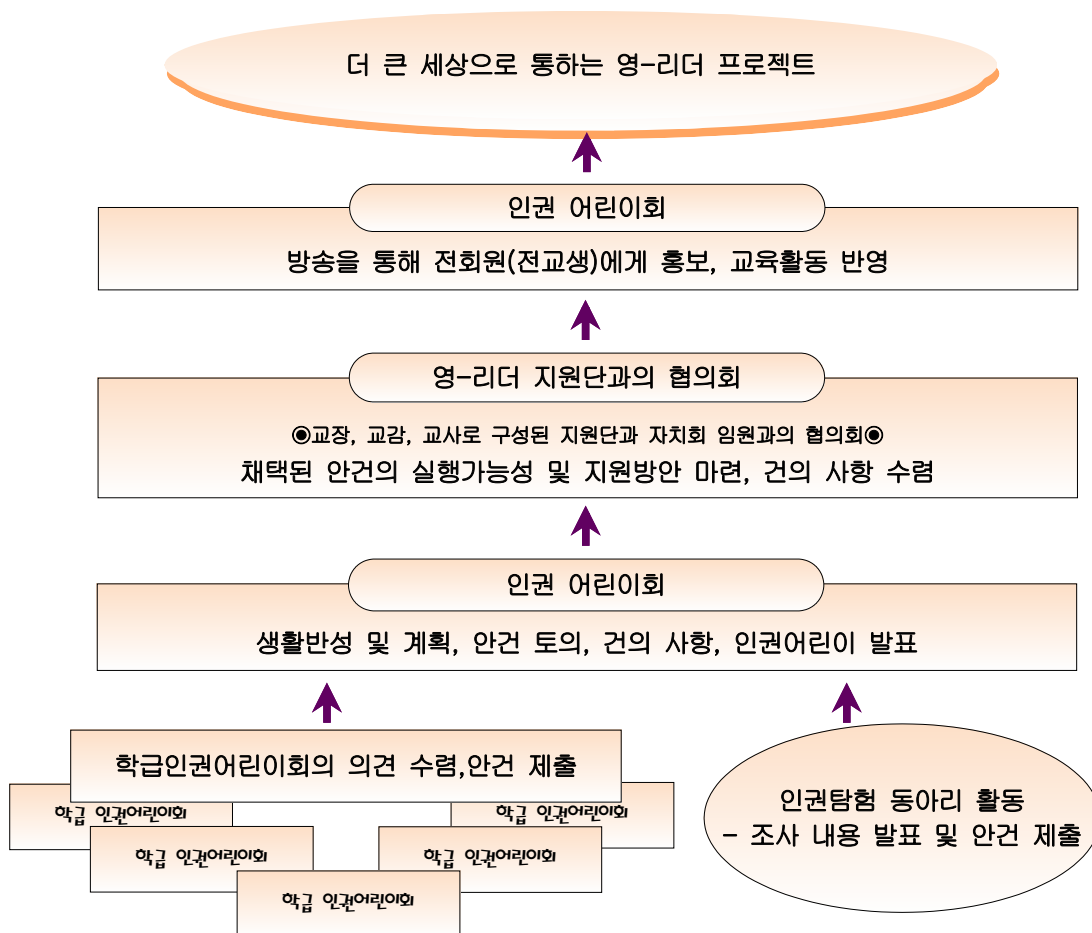 더 큰 세상으로 통하는 영-리더 프로젝트
인권 어린이회
방송을 통해 전회원(전교생)에게 홍보, 교육활동 반영
영-리더 지원단과의 협의회
◉교장, 교감, 교사로 구성된 지원단과 자치회 임원과의 협의회◉
채택된 안건의 실행가능성 및 지원방안 마련, 건의 사항 수렴
인권 어린이회
생활반성 및 계획, 안건 토의, 건의 사항, 인권어린이 발표
학급인권어린이회의 의견 수렴,안건 제출
학급 인권어린이회
학급 인권어린이회
학급 인권어린이회
학급 인권어린이회
학급 인권어린이회
인권탐험 동아리 활동
- 조사 내용 발표 및 안건 제출